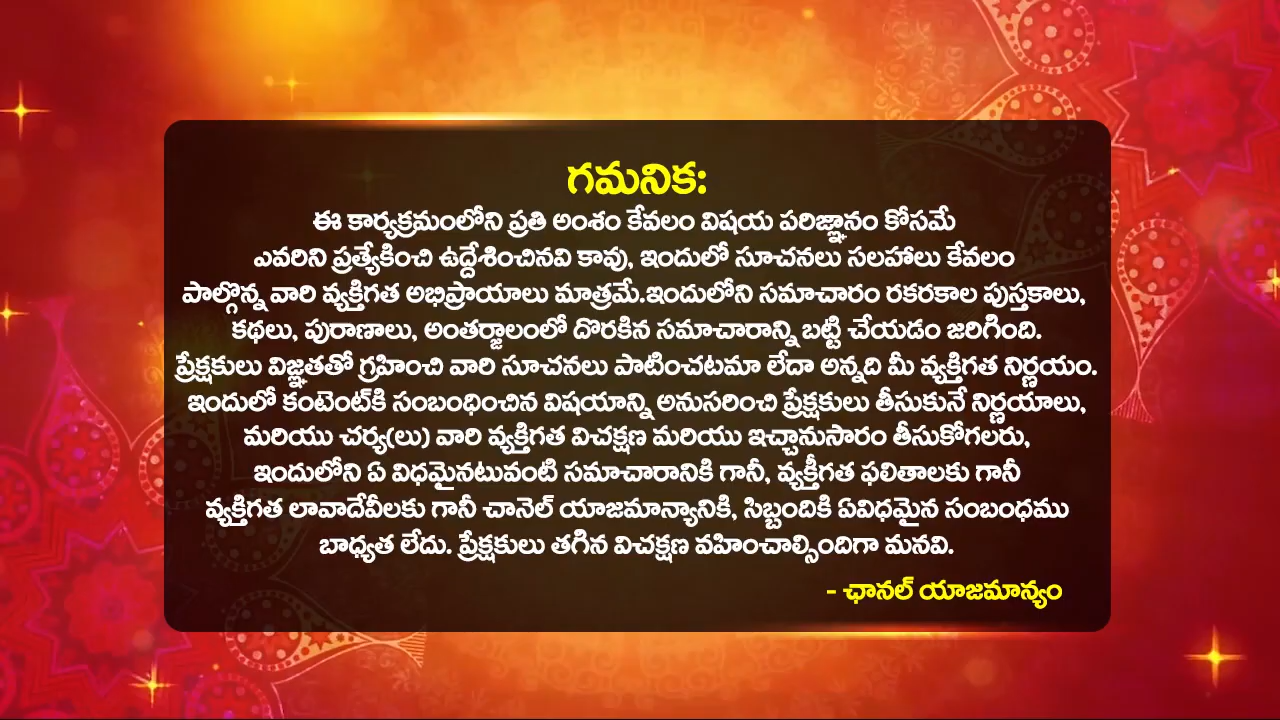 గమనిక:
ఈ కార్యక్రమంలోని ప్రతి అంశం కేవలం విషయ పరిజ్ఞానం కోసమే
ఎవరిని ప్రత్యేకించి ఉద్దేశించినవి కావు, ఇందులో సూచనలు సలహాలు కేవలం
పాల్గొన్న వారి వ్యక్తిగత అభిప్రాయాలు మాత్రమే.ఇందులోని సమాచారం రకరకాల పుస్తకాలు,
కథలు, పురాణాలు, అంతర్జాలంలో దొరకిన సమాచారాన్ని బట్టి చేయడం జరిగింది.
ప్రేక్షకులు విజ్ఞతతో గ్రహించి వారి సూచనలు పాటించటమా లేదా అన్నది మీ వ్యక్తిగత నిర్ణయం.
ఇందులో కంటెంట్‌కి సంబంధించిన విషయాన్ని అనుసరించి ప్రేక్షకులు తీసుకునే నిర్ణయాలు,
మరియు చర్య(లు) వారి వ్యక్తిగత విచక్షణ మరియు ఇచ్చానుసారం తీసుకోగలరు,
ఇందులోని ఏ విధమైనటువంటి సమాచారానికి గానీ, వ్యక్తీగత ఫలితాలకు గానీ
వ్యక్తిగత లావాదేవీలకు గానీ చానెల్ యాజమాన్యానికి, సిబ్బందికి ఏవిధమైన సంబంధము
బాధ్యత లేదు. ప్రేక్షకులు తగిన విచక్షణ వహించాల్సిందిగా మనవి.
- ఛానల్ యాజమాన్యం